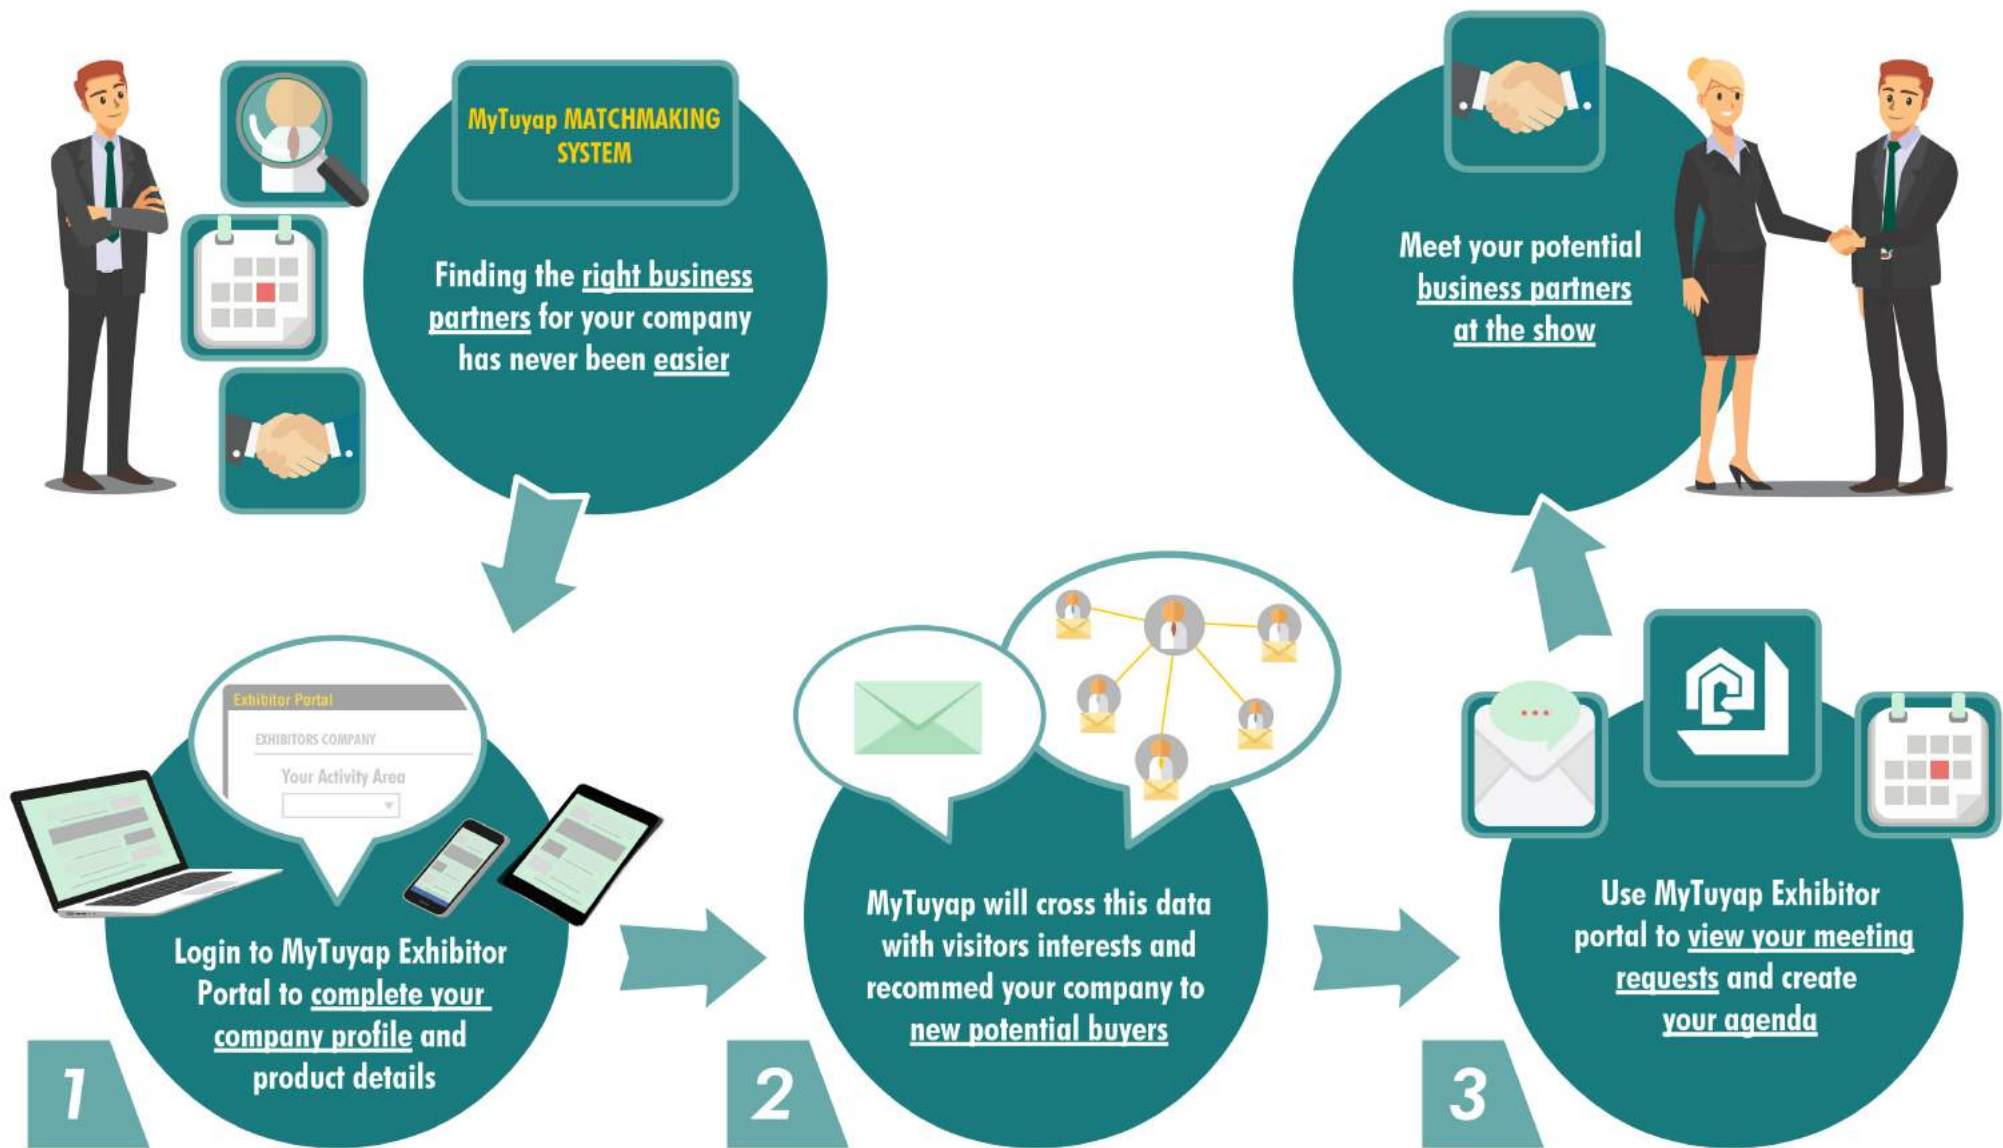 MyTuyap MATCHMAKING
SYSTEM
Finding the right business
partners for your company
has never been easier
Exhibitor Portal
EXHIBITORS COMPANY
Your Activity Area
Login to MyTuyap Exhibitor
Portal to complete your
company profile and
product details
1
MyTuyap will cross this data
with visitors interests and
recommed your company to
new potential buyers
2
Use MyTuyap Exhibitor
portal to view your meeting
requests and create
your agenda
3
Meet your potential
business partners
at the show